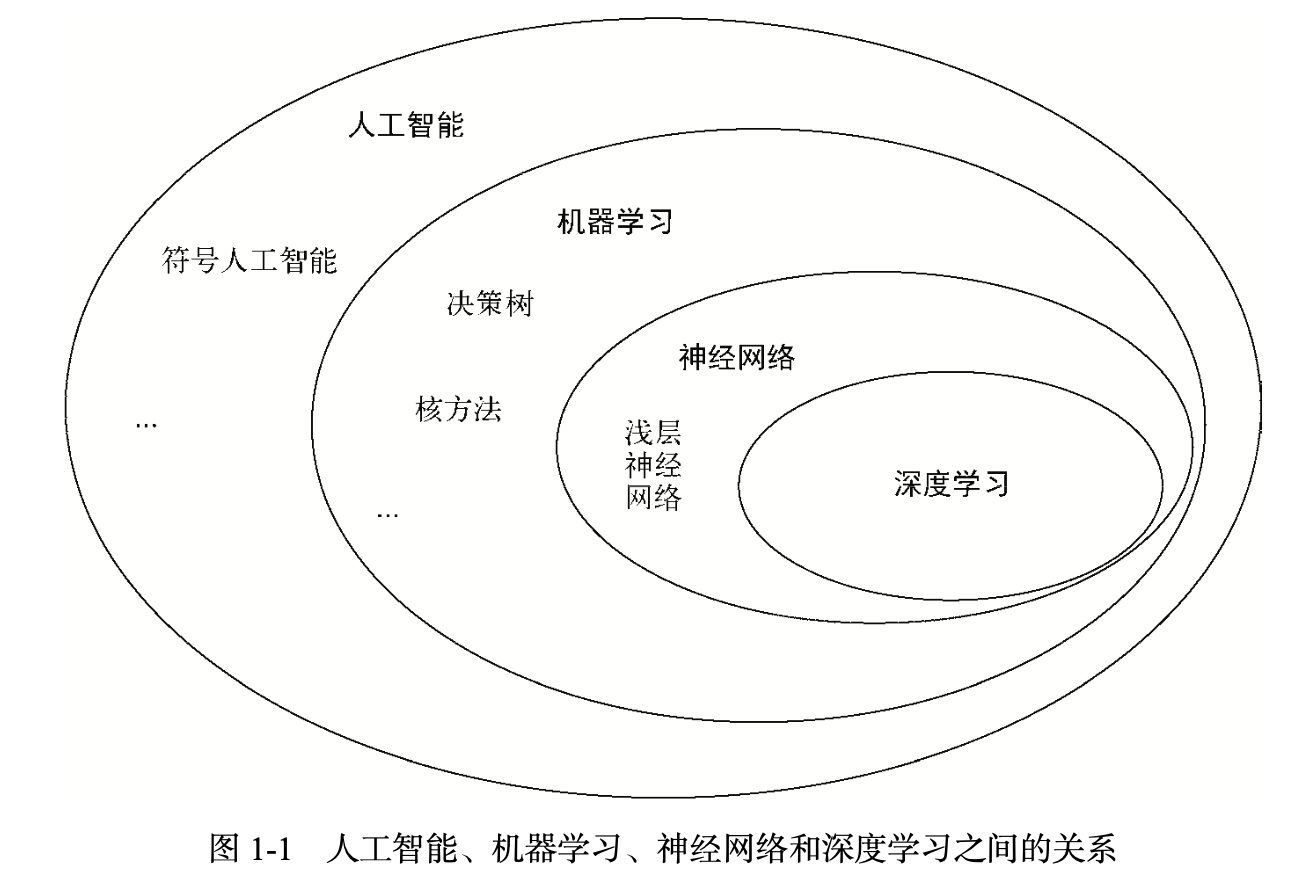 人工智能
机器学习
符号人工智能
决策树
神经网络
核方法
...
浅层
神经
网络
深度学习
...
图 1-1 人工智能、机器学习、神经网络和深度学习之间的关系